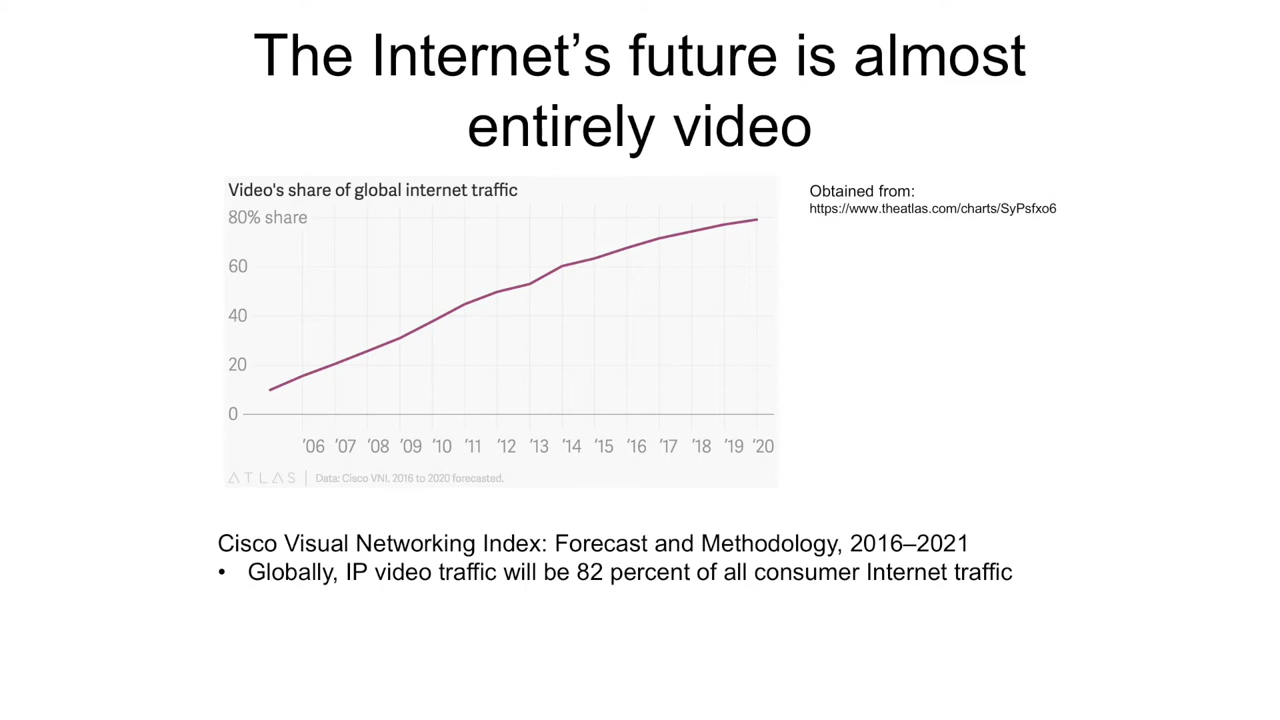 The Internet’s future is almost
entirely video
Video's share of global internet traffic
Obtained from:
https://www.theatlas.com/charts/SyPsfxo6
80% share
60
40
20
0
’06 ’07 ’08 ’09 ’10 ’11 ’12 ’13 ’14 ’15 ’16 ’17 ’18 ’19 ’20
ATLAS | Data: Cisco VNI. 2016 to 2020 forecasted.
Cisco Visual Networking Index: Forecast and Methodology, 2016–2021
• Globally, IP video traffic will be 82 percent of all consumer Internet traffic